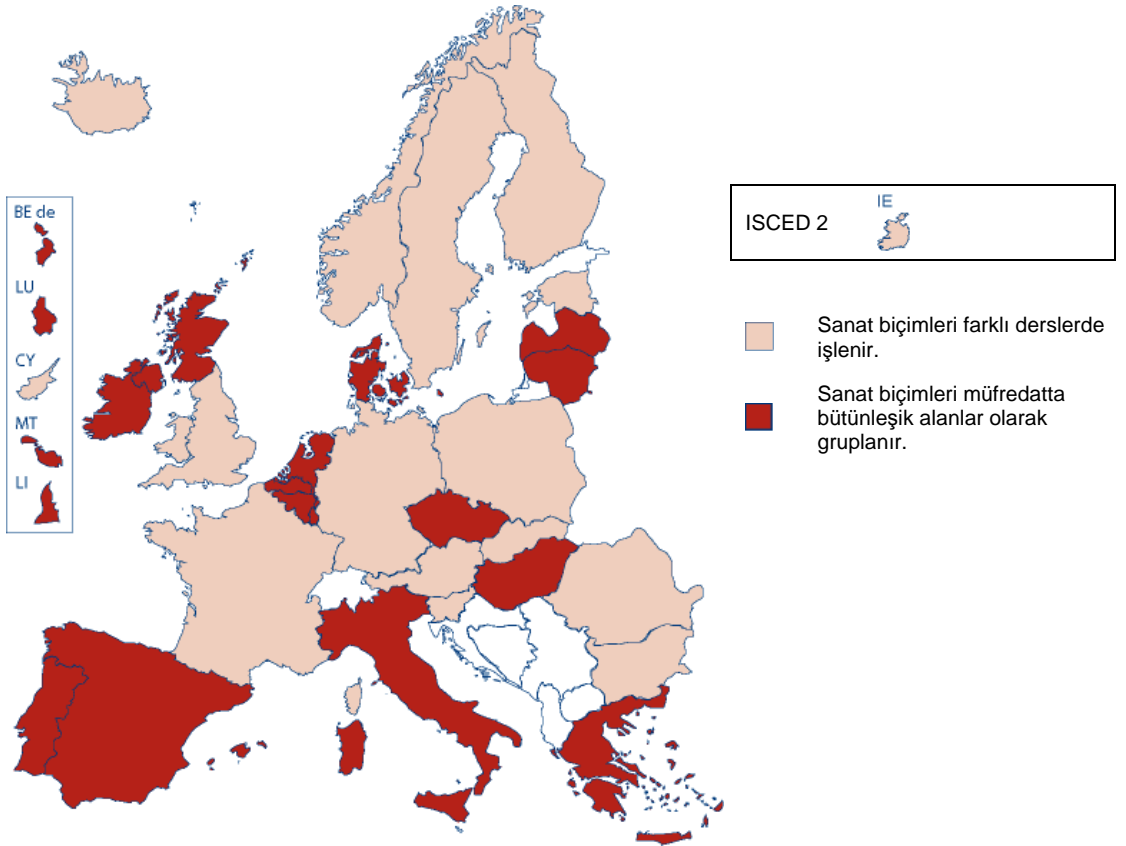 BE de
LU
CY
MT
LI
IE
ISCED 2
Sanat biçimleri farklı derslerde
işlenir.
Sanat biçimleri müfredatta
bütünleşik alanlar olarak
gruplanır.